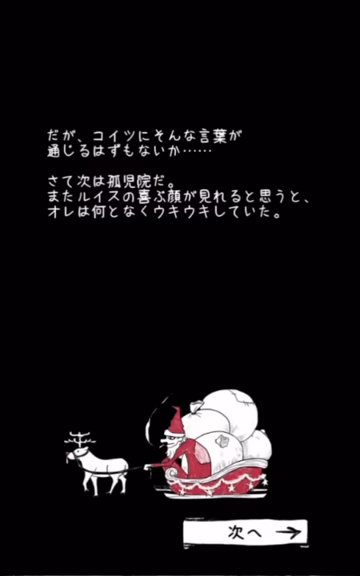 だが、コイツにそんな言葉が
通じるはずもないか……
さて次は孤児院だ。
またルイスの喜ぶ顔が見れると思うと、
オレは何となくウキウキしていた。
次へ →